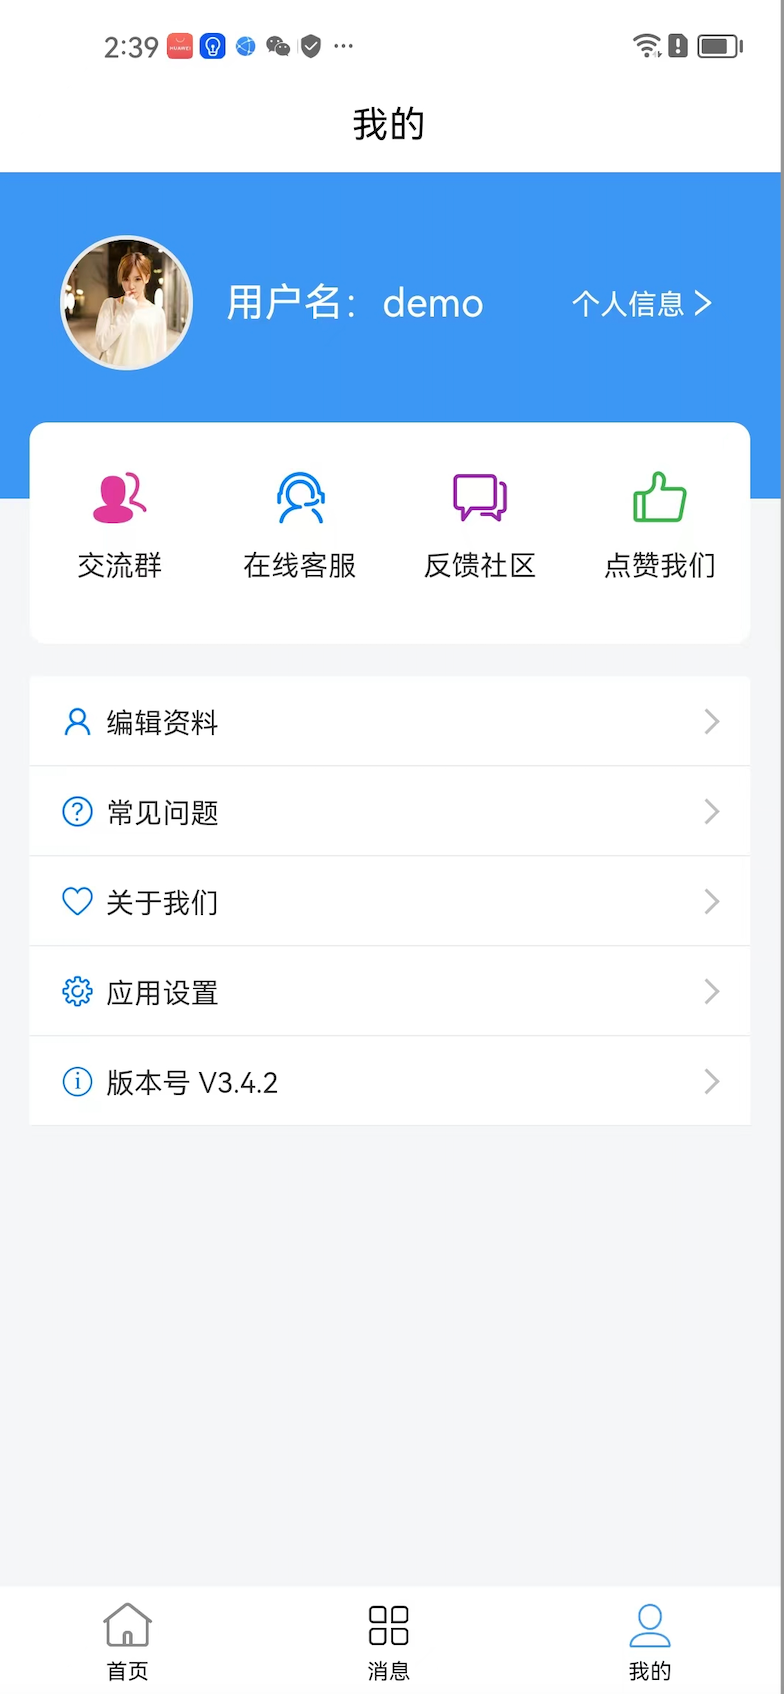 2:39 HUAWEI
我的
用户名：demo 个人信息
交流群 在线客服 反馈社区 点赞我们
编辑资料
常见问题
关于我们
应用设置
版本号 V3.4.2
首页 消息 我的